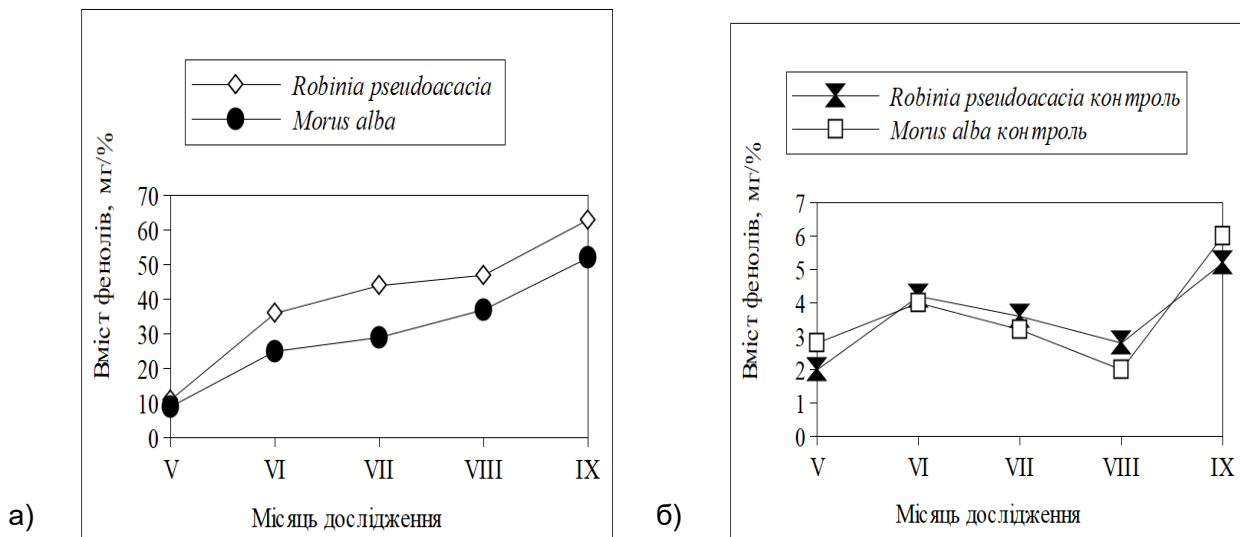 Robinia pseudoacacia
Morus alba
Вміст фенолів, мг/%
70
60
50
40
30
20
10
0
V VI VII VIII IX
Місяць дослідження
а)
Robinia pseudoacacia контроль
Morus alba контроль
Вміст фенолів, мг/%
7
6
5
4
3
2
1
0
V VI VII VIII IX
Місяць дослідження
б)